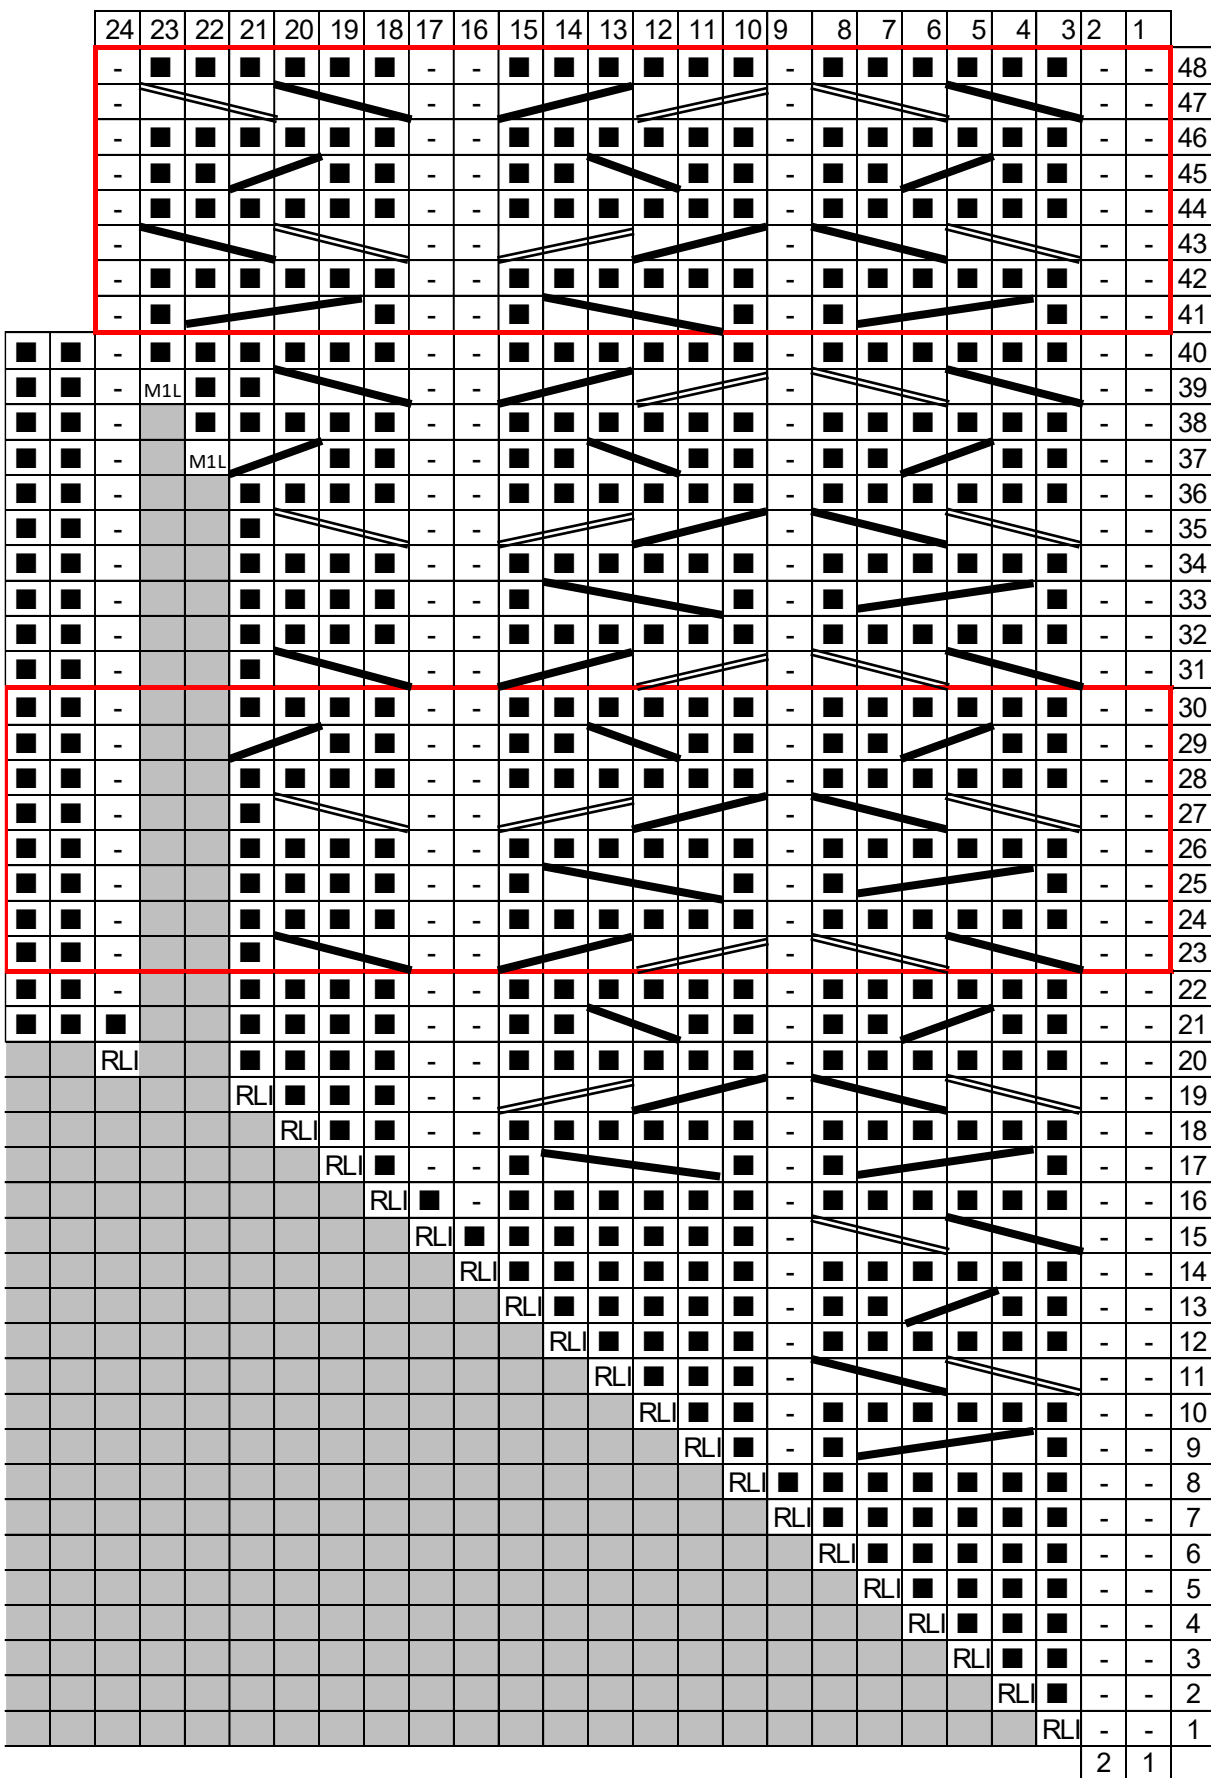 24 23 22 21 20 19 18 17 16 15 14 13 12 11 10 9 8 7 6 5 4 3 2 1
48
47
46
45
44
43
42
41
40
M1L 39
38
M1L 37
36
35
34
33
32
31
30
29
28
27
26
25
24
23
22
21
RLI 20
RLI 19
RLI 18
RLI 17
RLI 16
RLI 15
RLI 14
RLI 13
RLI 12
RLI 11
RLI 10
RLI 9
RLI 8
RLI 7
RLI 6
RLI 5
RLI 4
RLI 3
RLI 2
RLI 1
2 1